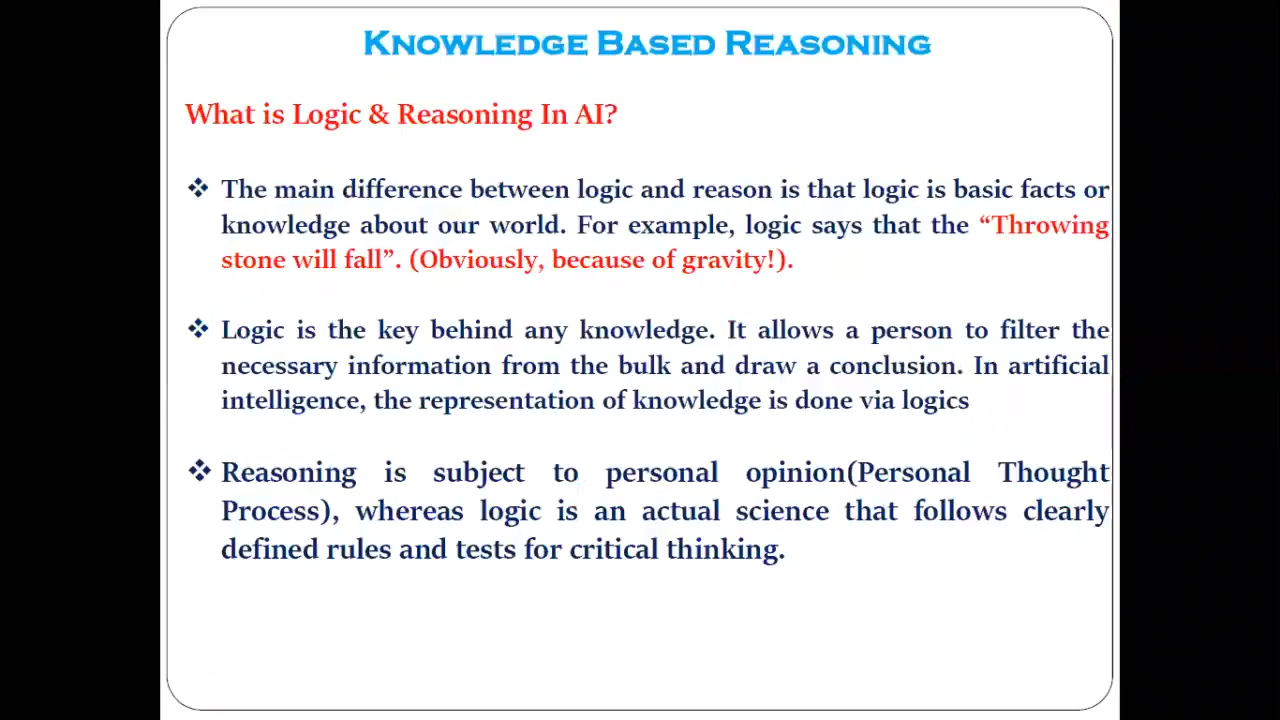 KNOWLEDGE BASED REASONING
What is Logic & Reasoning In AI?
❖ The main difference between logic and reason is that logic is basic facts or
knowledge about our world. For example, logic says that the “Throwing
stone will fall”. (Obviously, because of gravity!).
❖ Logic is the key behind any knowledge. It allows a person to filter the
necessary information from the bulk and draw a conclusion. In artificial
intelligence, the representation of knowledge is done via logics
❖ Reasoning is subject to personal opinion(Personal Thought
Process), whereas logic is an actual science that follows clearly
defined rules and tests for critical thinking.